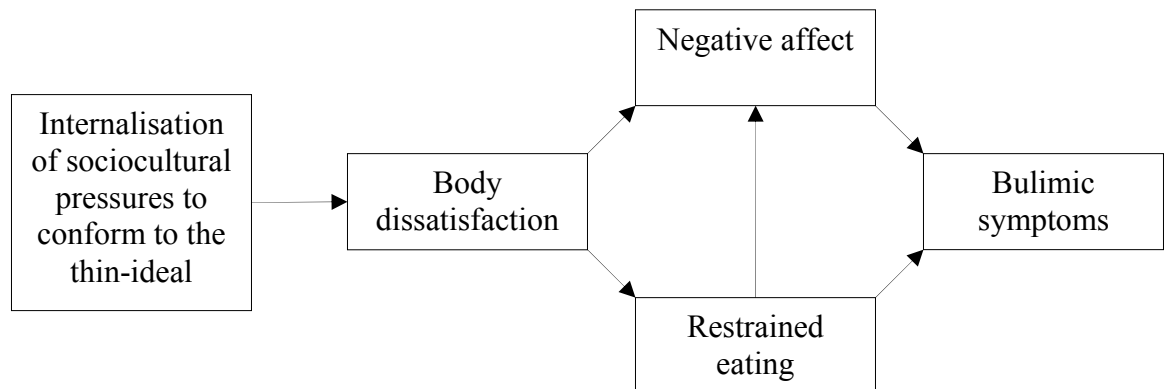 Internalisation
of sociocultural
pressures to
conform to the
thin-ideal
Body
dissatisfaction
Negative affect
Restrained
eating
Bulimic
symptoms